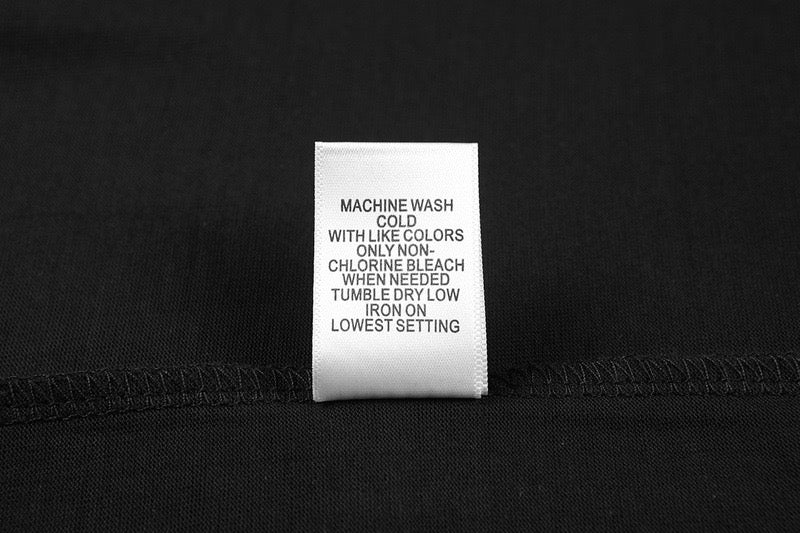 MACHINE WASH
COLD
WITH LIKE COLORS
ONLY NON-
CHLORINE BLEACH
WHEN NEEDED
TUMBLE DRY LOW
IRON ON
LOWEST SETTING